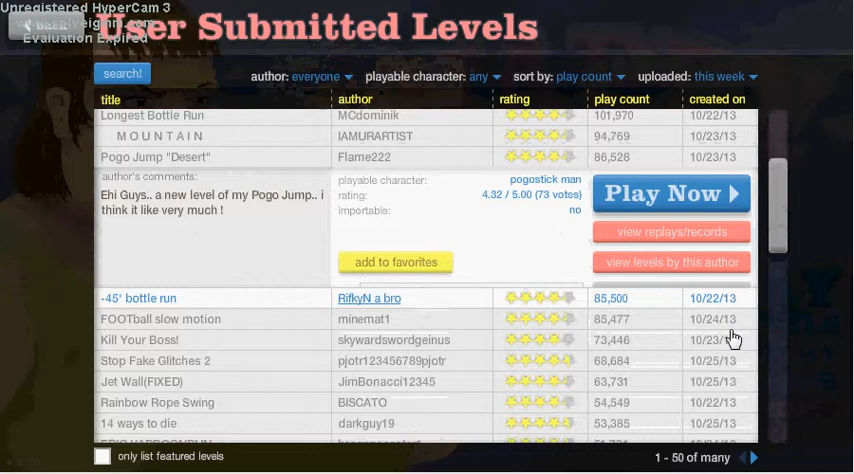 Unregistered HyperCam 3
Evaluation Expired
back
User Submitted Levels
search!
author: everyone playable character: any sort by: play count uploaded: this week
title author rating play count created on
Longest Bottle Run MCdominik 101,970 10/22/13
M O U N T A I N IAMURARTIST 94,769 10/23/13
Pogo Jump "Desert" Flame222 86,528 10/23/13
author's comments:
Ehi Guys.. a new level of my Pogo Jump.. i
think it like very much !
playable character: pogostick man
rating: 4.32 / 5.00 (73 votes)
importable: no
Play Now
view replays/records
add to favorites
view levels by this author
-45' bottle run RifkyN a bro 85,500 10/22/13
FOOTball slow motion minemat1 85,477 10/24/13
Kill Your Boss! skywardswordgeinus 73,446 10/23/
Stop Fake Glitches 2 pjotr123456789pjotr 68,684 10/25/13
Jet Wall(FIXED) JimBonacci12345 63,731 10/25/13
Rainbow Rope Swing BISCATO 54,549 10/22/13
14 ways to die darkguy19 53,385 10/25/13
only list featured levels
1 - 50 of many